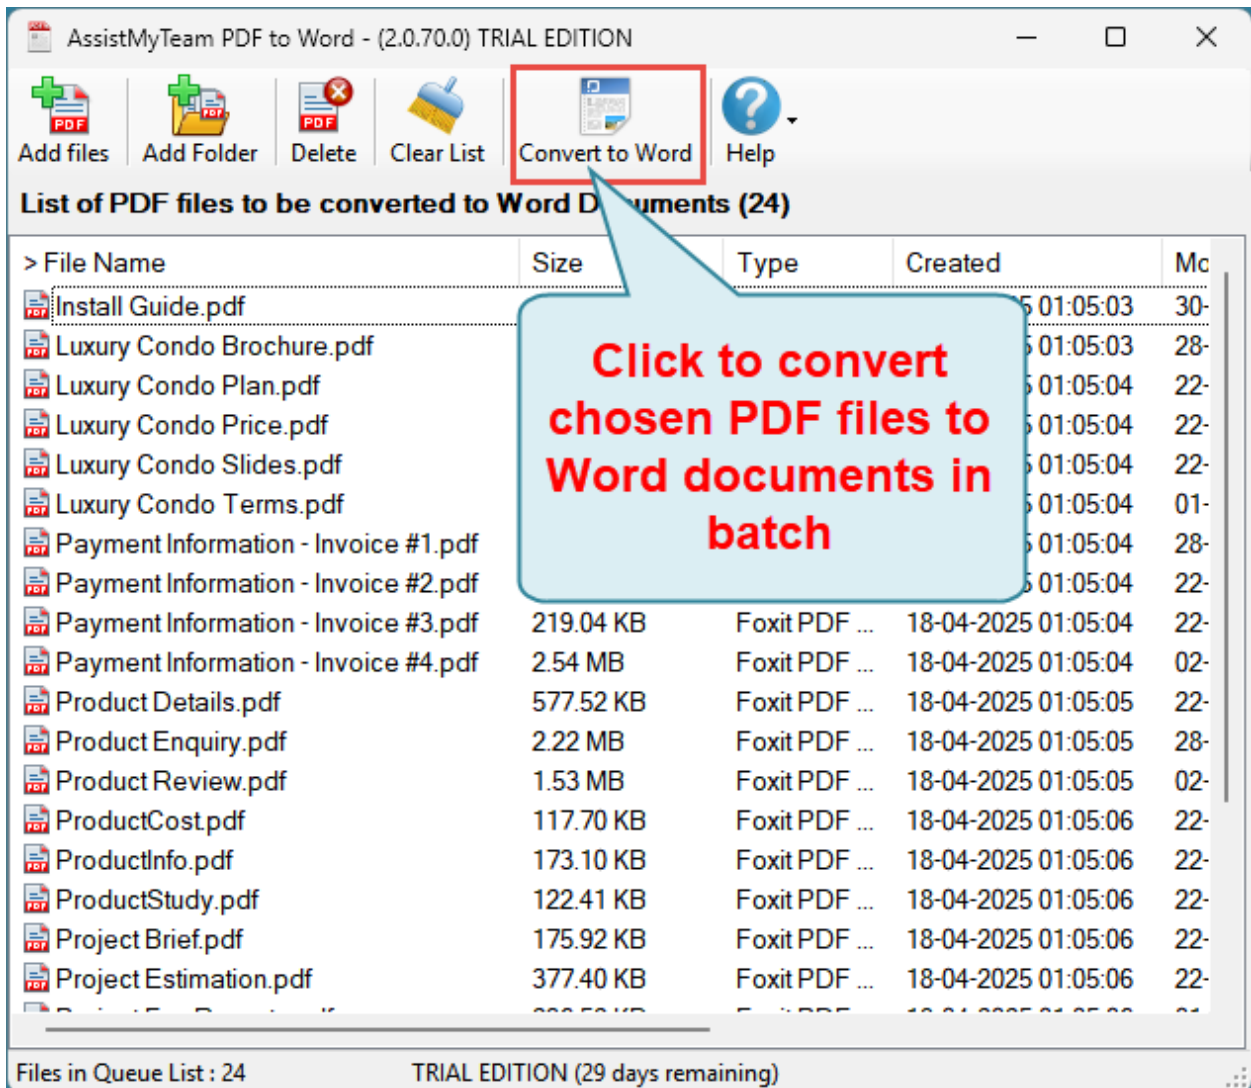 AssistMyTeam PDF to Word - (2.0.70.0) TRIAL EDITION
Add files Add Folder Delete Clear List Convert to Word Help
List of PDF files to be converted to Word Documents (24)
> File Name Size Type Created
Install Guide.pdf 01:05:03 30-
Luxury Condo Brochure.pdf 01:05:03 28-
Luxury Condo Plan.pdf 01:05:04 22-
Luxury Condo Price.pdf 01:05:04 22-
Luxury Condo Slides.pdf 01:05:04 22-
Luxury Condo Terms.pdf 01:05:04 01-
Payment Information - Invoice #1.pdf 01:05:04 28-
Payment Information - Invoice #2.pdf 01:05:04 22-
Click to convert
chosen PDF files to
Word documents in
batch
Payment Information - Invoice #3.pdf 219.04 KB Foxit PDF ... 18-04-2025 01:05:04 22-
Payment Information - Invoice #4.pdf 2.54 MB Foxit PDF ... 18-04-2025 01:05:04 02-
Product Details.pdf 577.52 KB Foxit PDF ... 18-04-2025 01:05:05 22-
Product Enquiry.pdf 2.22 MB Foxit PDF ... 18-04-2025 01:05:05 28-
Product Review.pdf 1.53 MB Foxit PDF ... 18-04-2025 01:05:05 02-
ProductCost.pdf 117.70 KB Foxit PDF ... 18-04-2025 01:05:06 22-
ProductInfo.pdf 173.10 KB Foxit PDF ... 18-04-2025 01:05:06 22-
ProductStudy.pdf 122.41 KB Foxit PDF ... 18-04-2025 01:05:06 22-
Project Brief.pdf 175.92 KB Foxit PDF ... 18-04-2025 01:05:06 22-
Project Estimation.pdf 377.40 KB Foxit PDF ... 18-04-2025 01:05:06 22-
Files in Queue List : 24 TRIAL EDITION (29 days remaining)